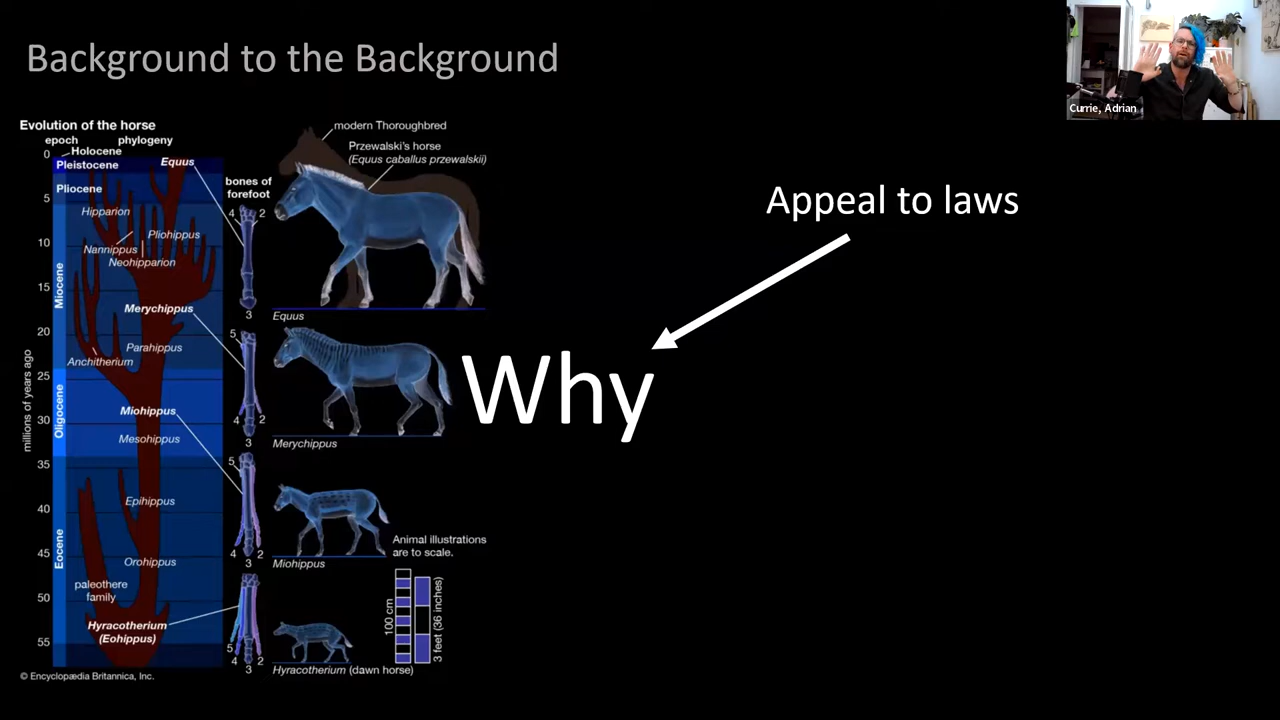 Background to the Background
Currie, Adrian
Evolution of the horse
epoch
phylogeny
0
Holocene
Pleistocene
Equus
Pliocene
5
Hipparion
Pliohippus
10
Nannippus
Neohipparion
Miocene
15
Merychippus
20
Parahippus
Anchitherium
25
millions of years ago
Oligocene
Miohippus
30
Mesohippus
35
40
Epihippus
Eocene
45
Orohippus
50
paleothere
family
Hyracotherium
(Eohippus)
55
bones of
forefoot
4 2
3
5
4 2
3
5
4 2
3
5
4 2
3
modern Thoroughbred
Przewalski's horse
(Equus caballus przewalskii)
Equus
Merychippus
Miohippus
Animal illustrations
are to scale.
100 cm
3 feet (36 inches)
Hyracotherium (dawn horse)
© Encyclopædia Britannica, Inc.
Appeal to laws
Why